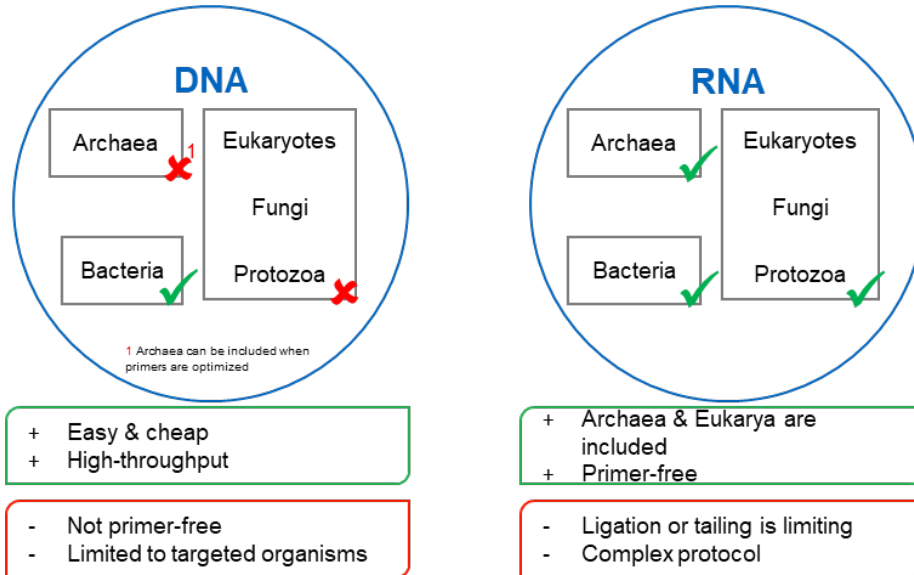 DNA
Archaea
1
Eukaryotes
Fungi
Bacteria
Protozoa
1 Archaea can be included when
primers are optimized
+ Easy & cheap
+ High-throughput
- Not primer-free
- Limited to targeted organisms
RNA
Archaea
Eukaryotes
Fungi
Bacteria
Protozoa
+ Archaea & Eukarya are
included
+ Primer-free
- Ligation or tailing is limiting
- Complex protocol